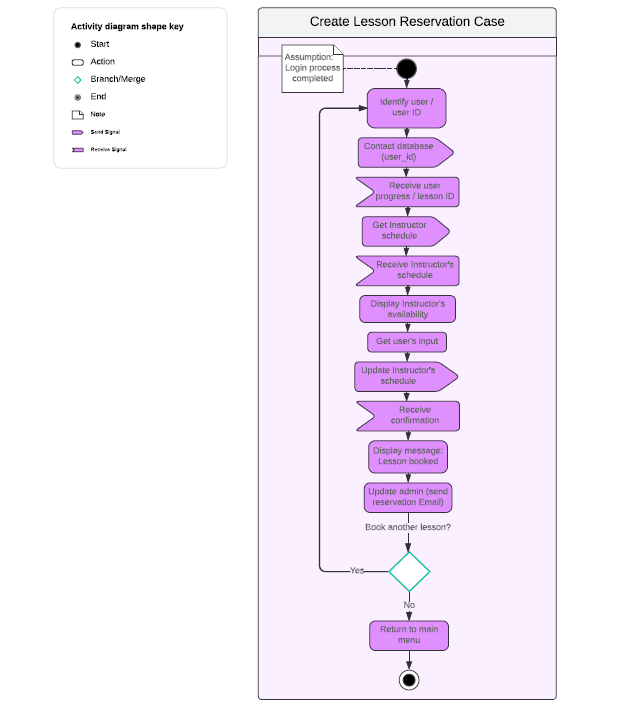 Activity diagram shape key
Start
Action
Branch/Merge
End
Note
Send Signal
Receive Signal
Create Lesson Reservation Case
Assumption:
Login process
completed
Identify user /
user ID
Contact database
(user_id)
Receive user
progress / lesson ID
Get Instructor
schedule
Receive Instructor's
schedule
Display Instructor's
availability
Get user's input
Update Instructor's
schedule
Receive
confirmation
Display message:
Lesson booked
Update admin (send
reservation Email)
Book another lesson?
Yes
No
Return to main
menu